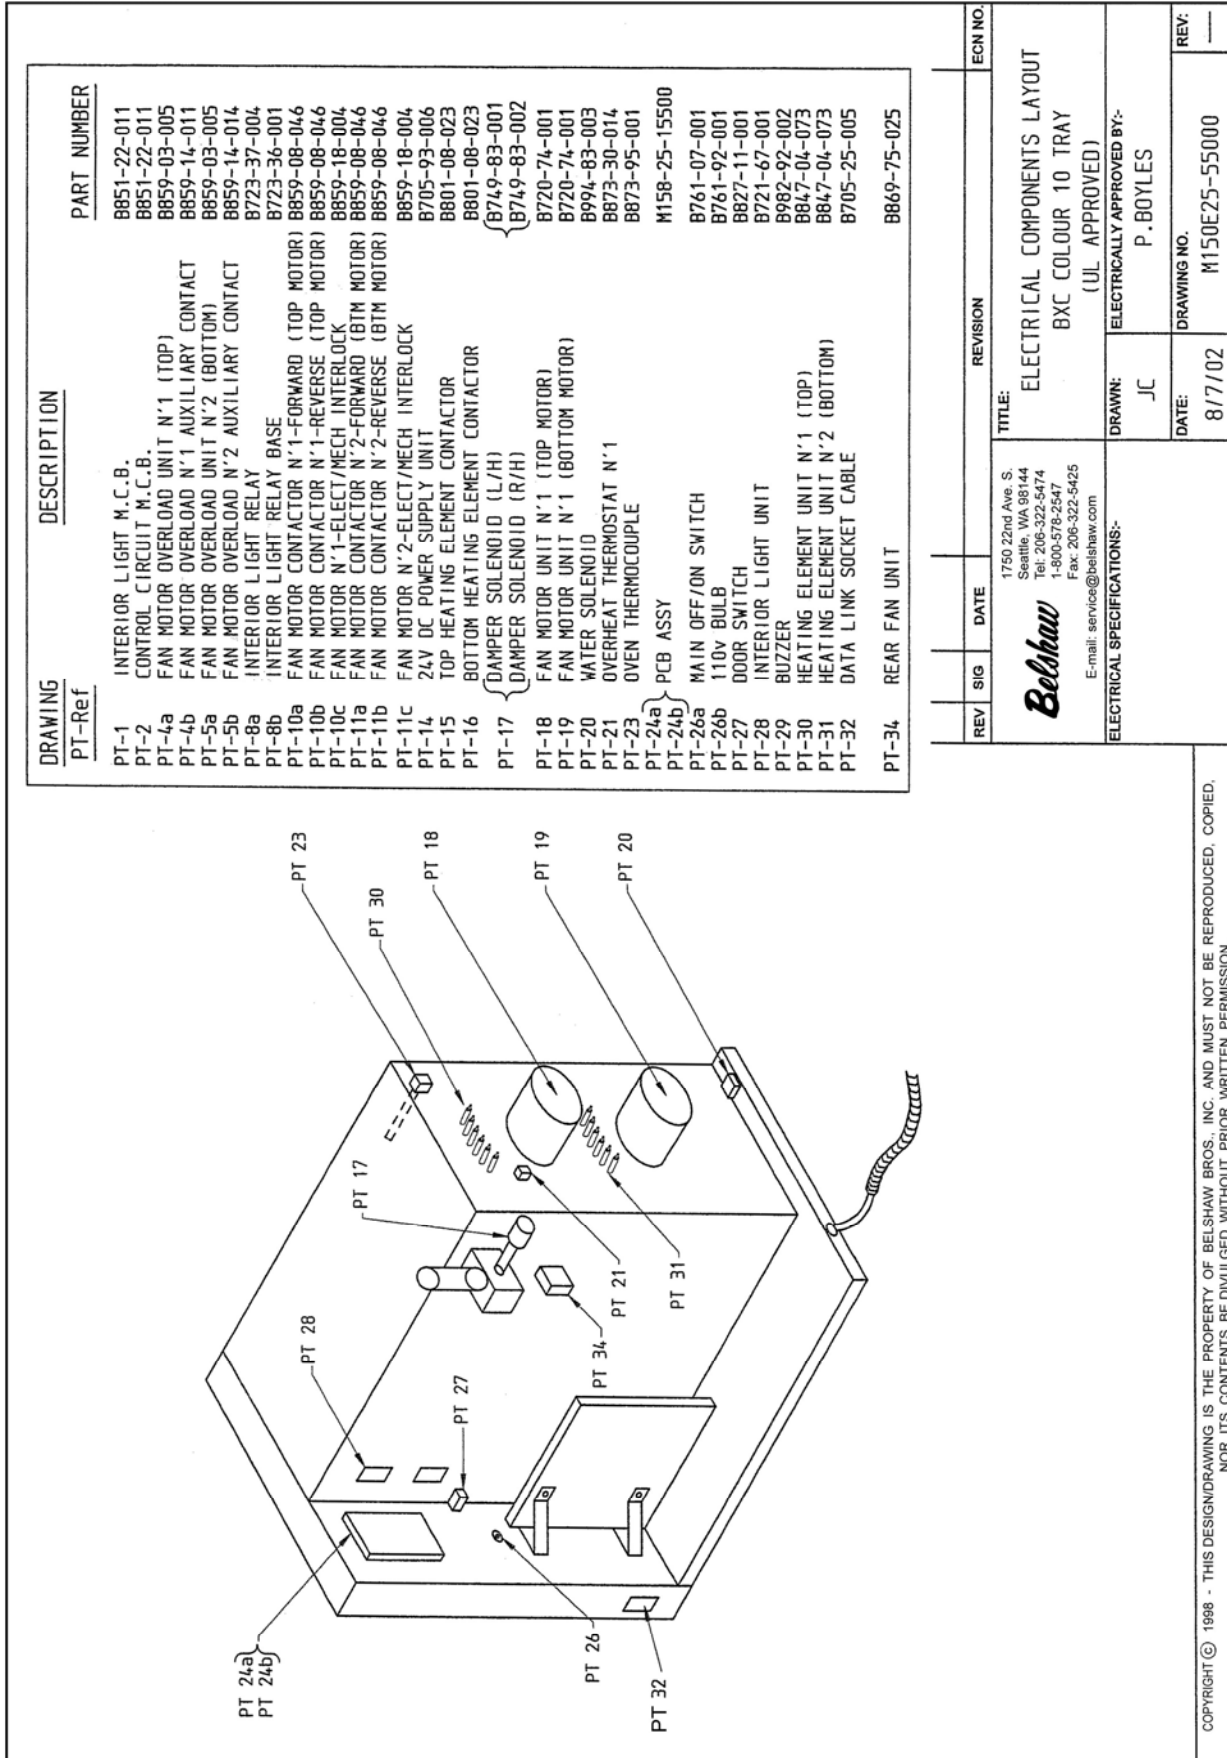 DRAWING
PT-Ref DESCRIPTION PART NUMBER
PT-1 INTERIOR LIGHT M.C.B. B851-22-011
PT-2 CONTROL CIRCUIT M.C.B. B851-22-011
PT-4a FAN MOTOR OVERLOAD UNIT N'1 (TOP) B859-03-005
PT-4b FAN MOTOR OVERLOAD N'1 AUXILIARY CONTACT B859-14-011
PT-5a FAN MOTOR OVERLOAD UNIT N'2 (BOTTOM) B859-03-005
PT-5b FAN MOTOR OVERLOAD N'2 AUXILIARY CONTACT B859-14-014
PT-8a INTERIOR LIGHT RELAY B723-37-004
PT-8b INTERIOR LIGHT RELAY BASE B723-36-001
PT-10a FAN MOTOR CONTACTOR N'1-FORWARD (TOP MOTOR) B859-08-046
PT-10b FAN MOTOR CONTACTOR N'1-REVERSE (TOP MOTOR) B859-08-046
PT-10c FAN MOTOR N'1-ELECT/MECH INTERLOCK B859-18-004
PT-11a FAN MOTOR CONTACTOR N'2-FORWARD (BTM MOTOR) B859-08-046
PT-11b FAN MOTOR CONTACTOR N'2-REVERSE (BTM MOTOR) B859-08-046
PT-11c FAN MOTOR N'2-ELECT/MECH INTERLOCK B859-18-004
PT-14 24V DC POWER SUPPLY UNIT B705-93-006
PT-15 TOP HEATING ELEMENT CONTACTOR B801-08-023
PT-16 BOTTOM HEATING ELEMENT CONTACTOR B801-08-023
PT-17 DAMPER SOLENOID (L/H) B749-83-001
DAMPER SOLENOID (R/H) B749-83-002
PT-18 FAN MOTOR UNIT N'1 (TOP MOTOR) B720-74-001
PT-19 FAN MOTOR UNIT N'1 (BOTTOM MOTOR) B720-74-001
PT-20 WATER SOLENOID B994-83-003
PT-21 OVERHEAT THERMOSTAT N'1 B873-30-014
PT-23 OVEN THERMOCOUPLE B873-95-001
PT-24a
PT-24b PCB ASSY M158-25-15500
PT-26a MAIN OFF/ON SWITCH B761-07-001
PT-26b 110v BULB B761-92-001
PT-27 DOOR SWITCH B827-11-001
PT-28 INTERIOR LIGHT UNIT B721-67-001
PT-29 BUZZER B982-92-002
PT-30 HEATING ELEMENT UNIT N'1 (TOP) B847-04-073
PT-31 HEATING ELEMENT UNIT N'2 (BOTTOM) B847-04-073
PT-32 DATA LINK SOCKET CABLE B705-25-005
PT-34 REAR FAN UNIT B869-75-025
PT 24a
PT 24b
PT 28
PT 23
PT 17
PT 30
PT 18
PT 27
PT 19
PT 26
PT 34
PT 21
PT 20
PT 32
PT 31
REV SIG DATE REVISION ECN NO.
Belshaw
1750 22nd Ave. S.
Seattle, WA 98144
Tel: 206-322-5474
1-800-578-2547
Fax: 206-322-5425
E-mail: service@belshaw.com
TITLE:
ELECTRICAL COMPONENTS LAYOUT
BXC COLOUR 10 TRAY
(UL APPROVED)
ELECTRICAL SPECIFICATIONS:-
DRAWN:
JC
ELECTRICALLY APPROVED BY:-
P.BOYLES
DATE:
8/7/02
DRAWING NO.
M150E25-55000
REV:
—
COPYRIGHT © 1998 - THIS DESIGN/DRAWING IS THE PROPERTY OF BELSHAW BROS., INC. AND MUST NOT BE REPRODUCED, COPIED,
NOR ITS CONTENTS BE DIVULGED WITHOUT PRIOR WRITTEN PERMISSION